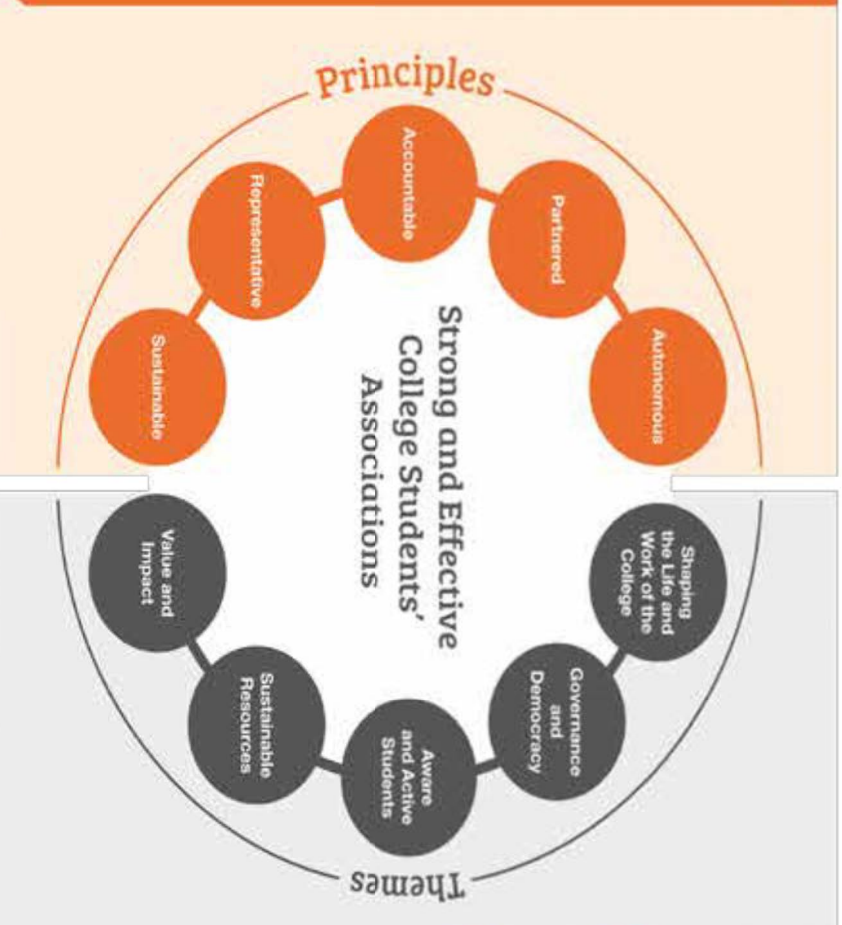 Principles
Autonomous
Partnered
Accountable
Representative
Sustainable
Strong and Effective
College Students’
Associations
Themes
Shaping
the Life and
Work of the
College
Governance
and
Democracy
Aware
and Active
Students
Sustainable
Resources
Value and
Impact